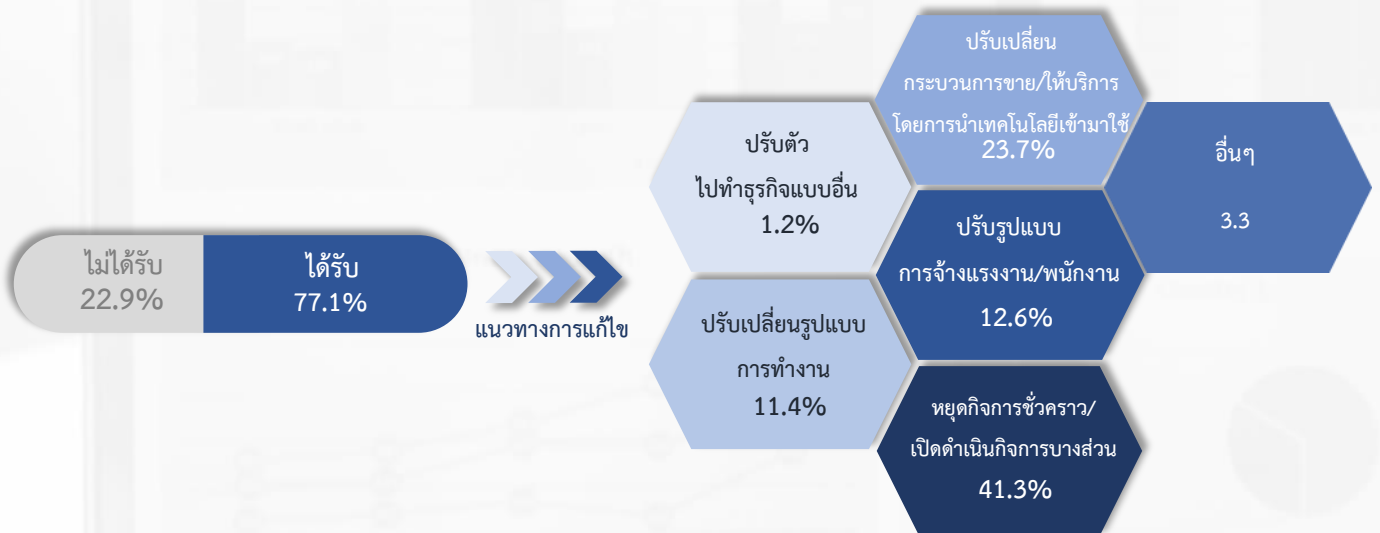 ไม่ได้รับ
22.9%
ได้รับ
77.1%
แนวทางการแก้ไข
ปรับตัว
ไปทำธุรกิจแบบอื่น
1.2%
ปรับเปลี่ยนรูปแบบ
การทำงาน
11.4%
ปรับเปลี่ยน
กระบวนการขาย/ให้บริการ
โดยการนำเทคโนโลยีเข้ามาใช้
23.7%
ปรับรูปแบบ
การจ้างแรงงาน/พนักงาน
12.6%
หยุดกิจการชั่วคราว/
เปิดดำเนินกิจการบางส่วน
41.3%
อื่นๆ
3.3